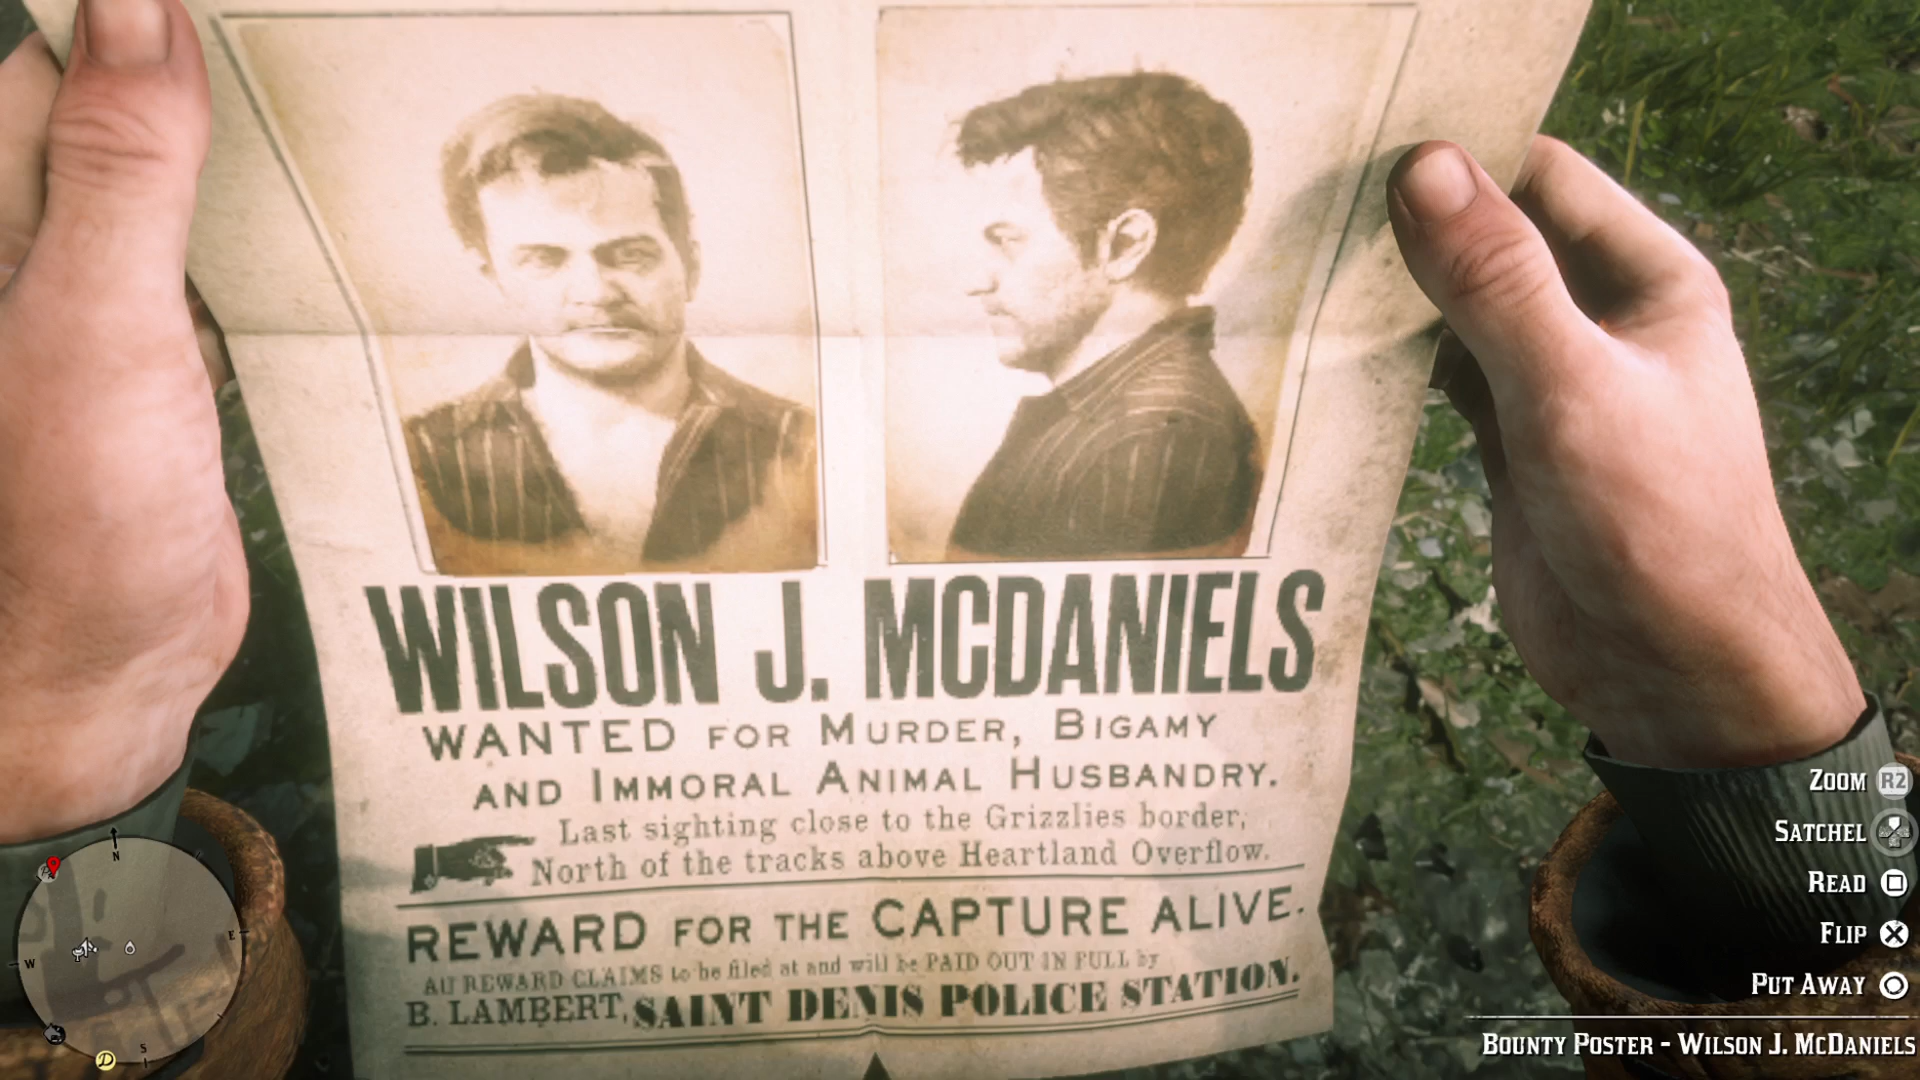 WILSON J. MCDANIELS
WANTED FOR MURDER, BIGAMY
AND IMMORAL ANIMAL HUSBANDRY.
Last sighting close to the Grizzlies border,
North of the tracks above Heartland Overflow.
REWARD FOR THE CAPTURE ALIVE.
All REWARD CLAIMS to be filed at and will be PAID OUT IN FULL by
B. LAMBERT, SAINT DENIS POLICE STATION.
ZOOM R2
SATCHEL
READ
FLIP
PUT AWAY
BOUNTY POSTER - WILSON J. MCDANIELS
N
E
W
S
D